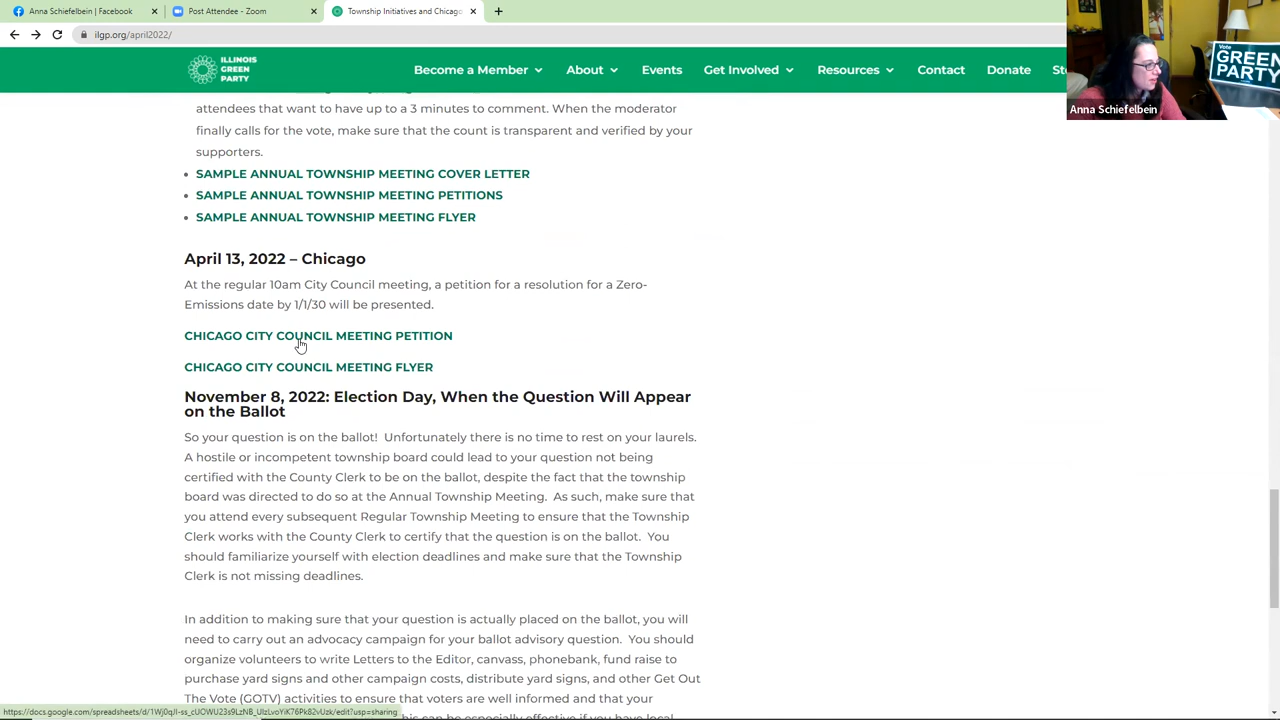 Anna Schiefelbein | Facebook
Post Attendee - Zoom
Township Initiatives and Chicago
ilgp.org/april2022/
ILLINOIS
GREEN
PARTY
Become a Member
About
Events
Get Involved
Resources
Contact
Donate
Vote
GREEN
PARTY
Anna Schiefelbein
attendees that want to have up to a 3 minutes to comment. When the moderator
finally calls for the vote, make sure that the count is transparent and verified by your
supporters.
SAMPLE ANNUAL TOWNSHIP MEETING COVER LETTER
SAMPLE ANNUAL TOWNSHIP MEETING PETITIONS
SAMPLE ANNUAL TOWNSHIP MEETING FLYER
April 13, 2022 – Chicago
At the regular 10am City Council meeting, a petition for a resolution for a Zero-
Emissions date by 1/1/30 will be presented.
CHICAGO CITY COUNCIL MEETING PETITION
CHICAGO CITY COUNCIL MEETING FLYER
November 8, 2022: Election Day, When the Question Will Appear
on the Ballot
So your question is on the ballot!  Unfortunately there is no time to rest on your laurels.
A hostile or incompetent township board could lead to your question not being
certified with the County Clerk to be on the ballot, despite the fact that the township
board was directed to do so at the Annual Township Meeting.  As such, make sure that
you attend every subsequent Regular Township Meeting to ensure that the Township
Clerk works with the County Clerk to certify that the question is on the ballot.  You
should familiarize yourself with election deadlines and make sure that the Township
Clerk is not missing deadlines.
In addition to making sure that your question is actually placed on the ballot, you will
need to carry out an advocacy campaign for your ballot advisory question.  You should
organize volunteers to write Letters to the Editor, canvass, phonebank, fund raise to
purchase yard signs and other campaign costs, distribute yard signs, and other Get Out
The Vote (GOTV) activities to ensure that voters are well informed and that your